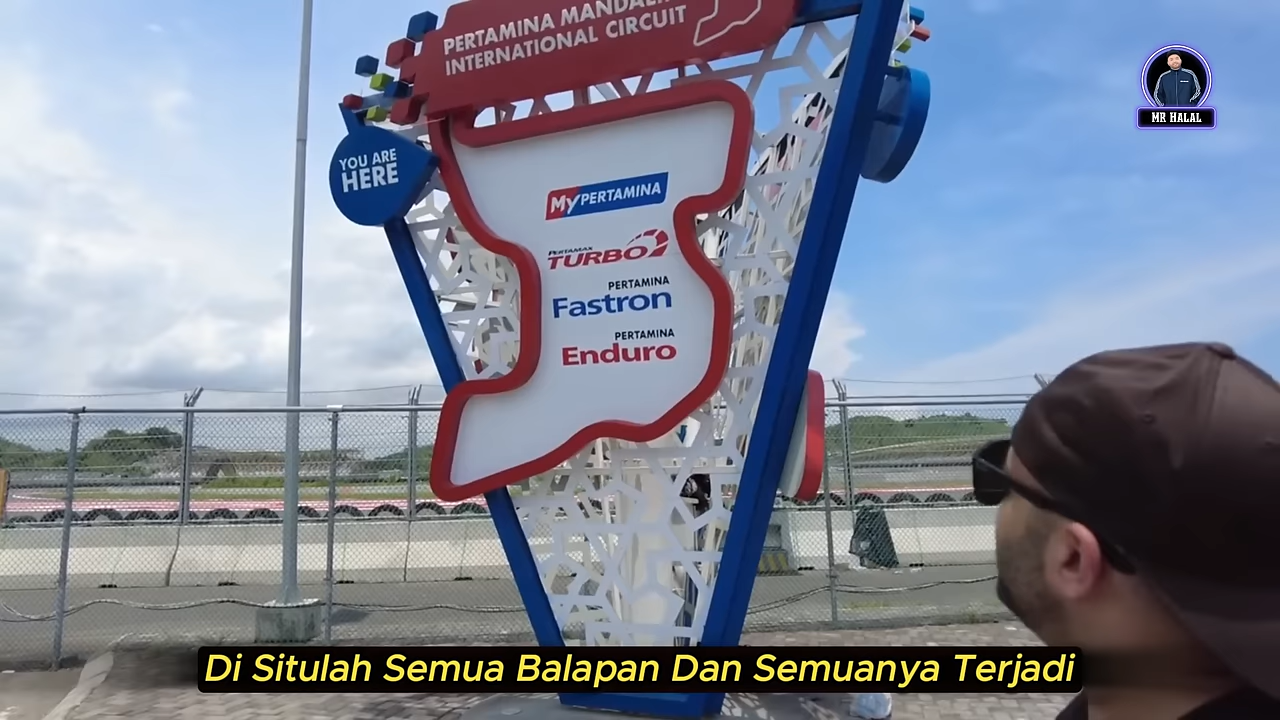 PERTAMINA
INTERNATIONAL CIRCUIT
YOU ARE
HERE
MyPERTAMINA
PERTAMAX
TURBO
PERTAMINA
Fastron
PERTAMINA
Enduro
MR HALAL
Di Situlah Semua Balapan Dan Semuanya Terjadi